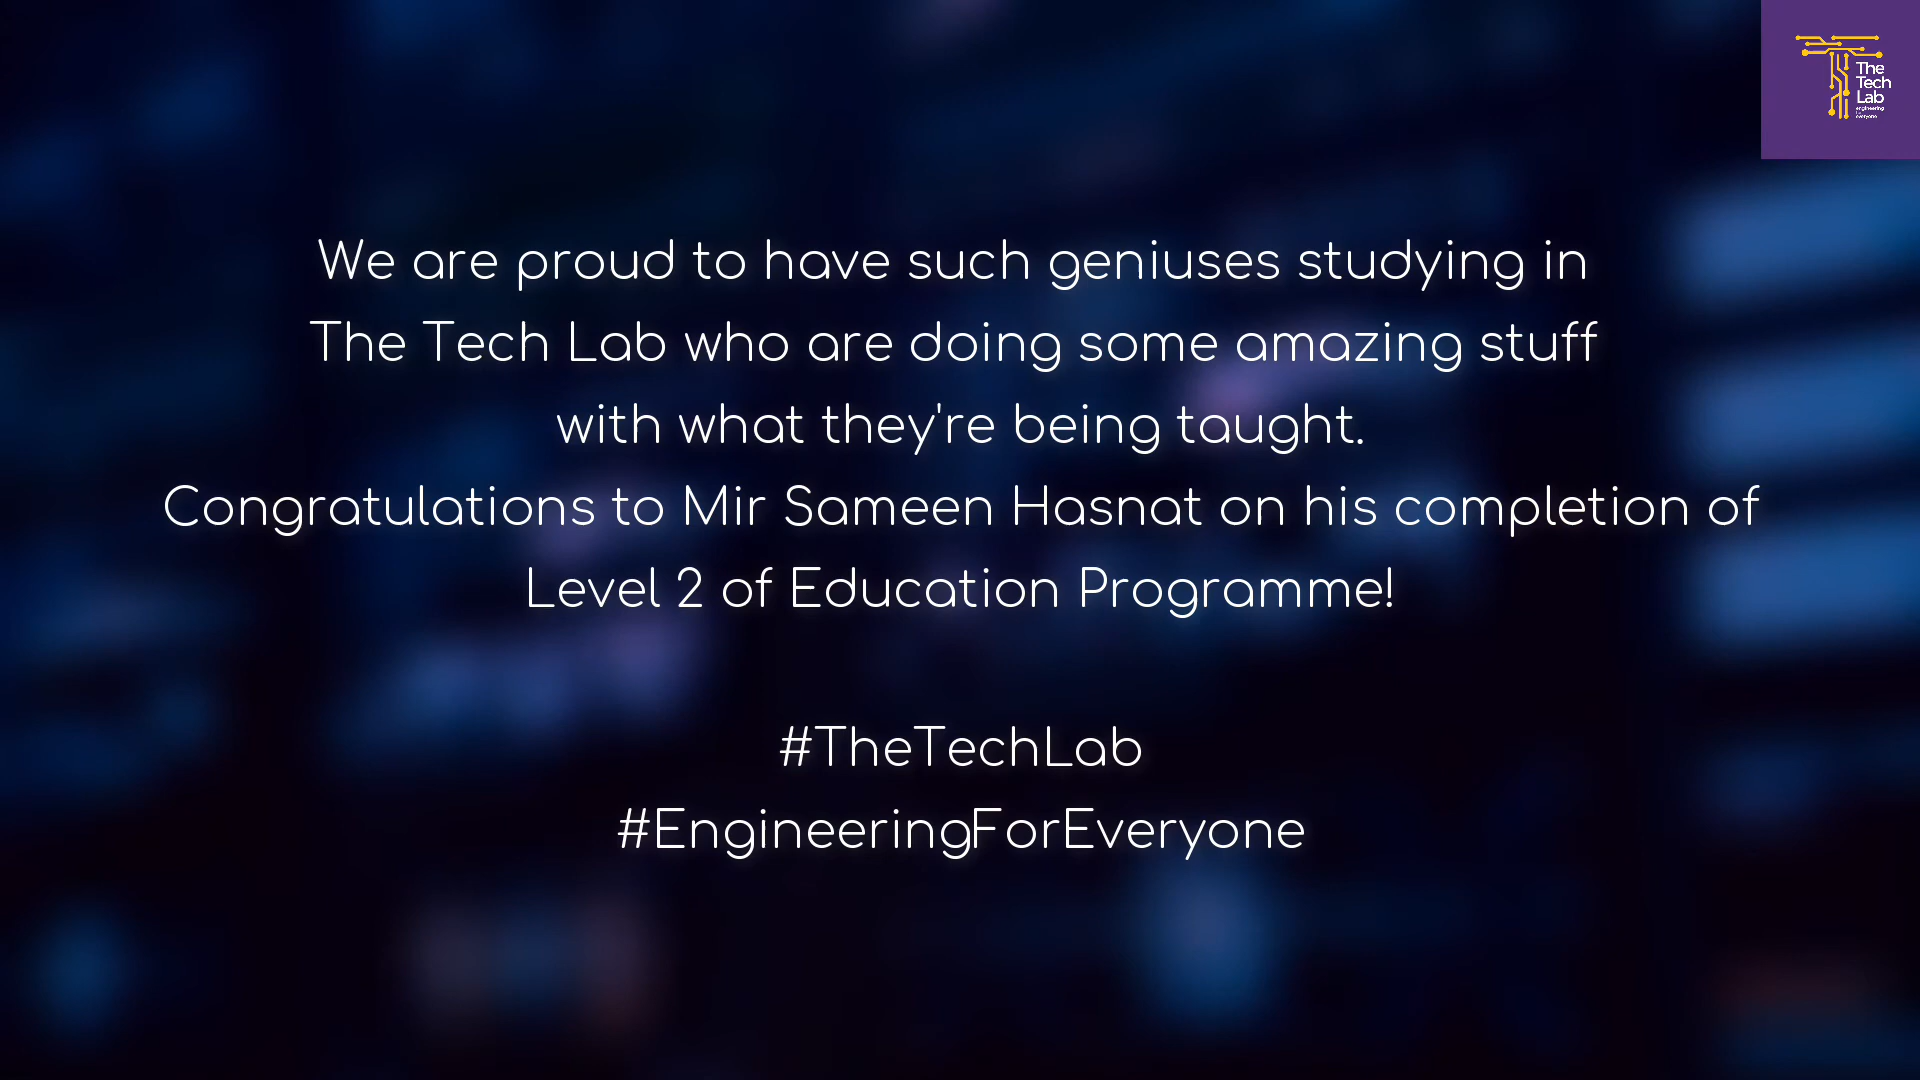 The
Tech
Lab
engineering
everyone
We are proud to have such geniuses studying in
The Tech Lab who are doing some amazing stuff
with what they're being taught.
Congratulations to Mir Sameen Hasnat on his completion of
Level 2 of Education Programme!
#TheTechLab
#EngineeringForEveryone